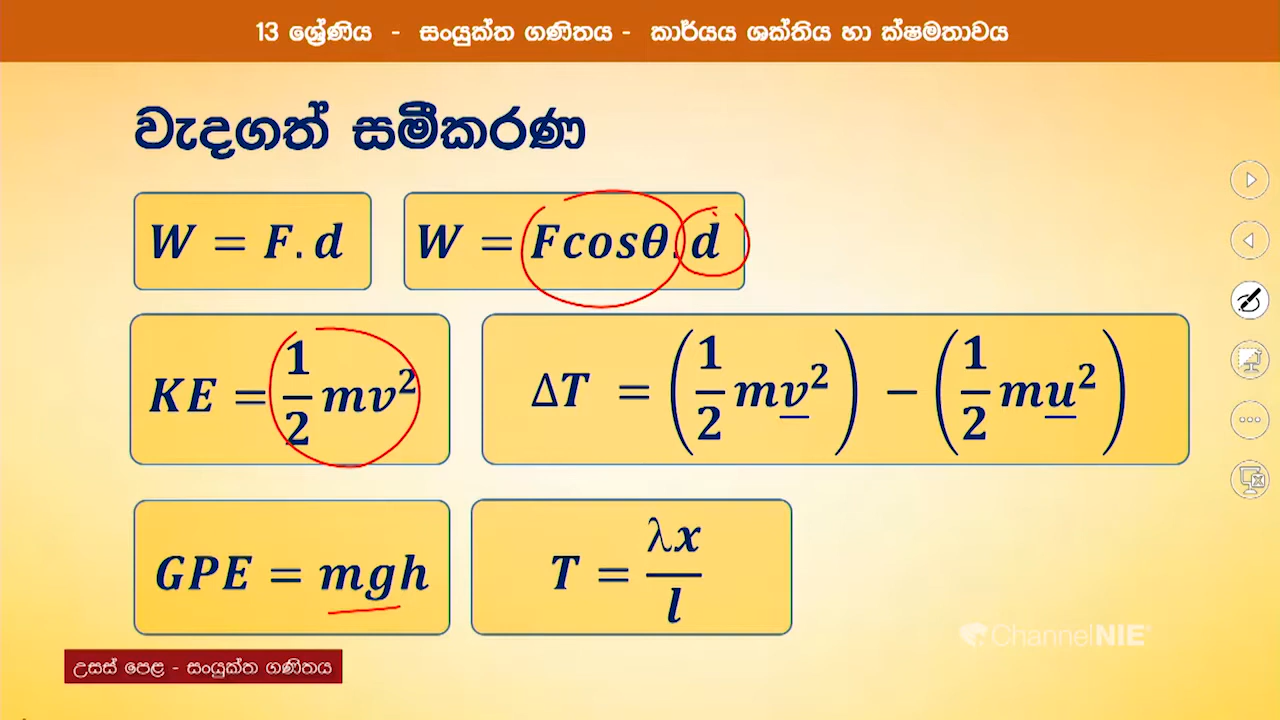 13 ශ්‍රේණිය - සංයුක්ත ගණිතය - කාර්යය ශක්තිය හා ක්ෂමතාවය
වැදගත් සමීකරණ
W = F . d
W = Fcosθ . d
KE = 1/2 mv²
ΔT = (1/2 mv²) − (1/2 mu²)
GPE = mgh
T = λx/l
ChannelNIE
උසස් පෙළ - සංයුක්ත ගණිතය